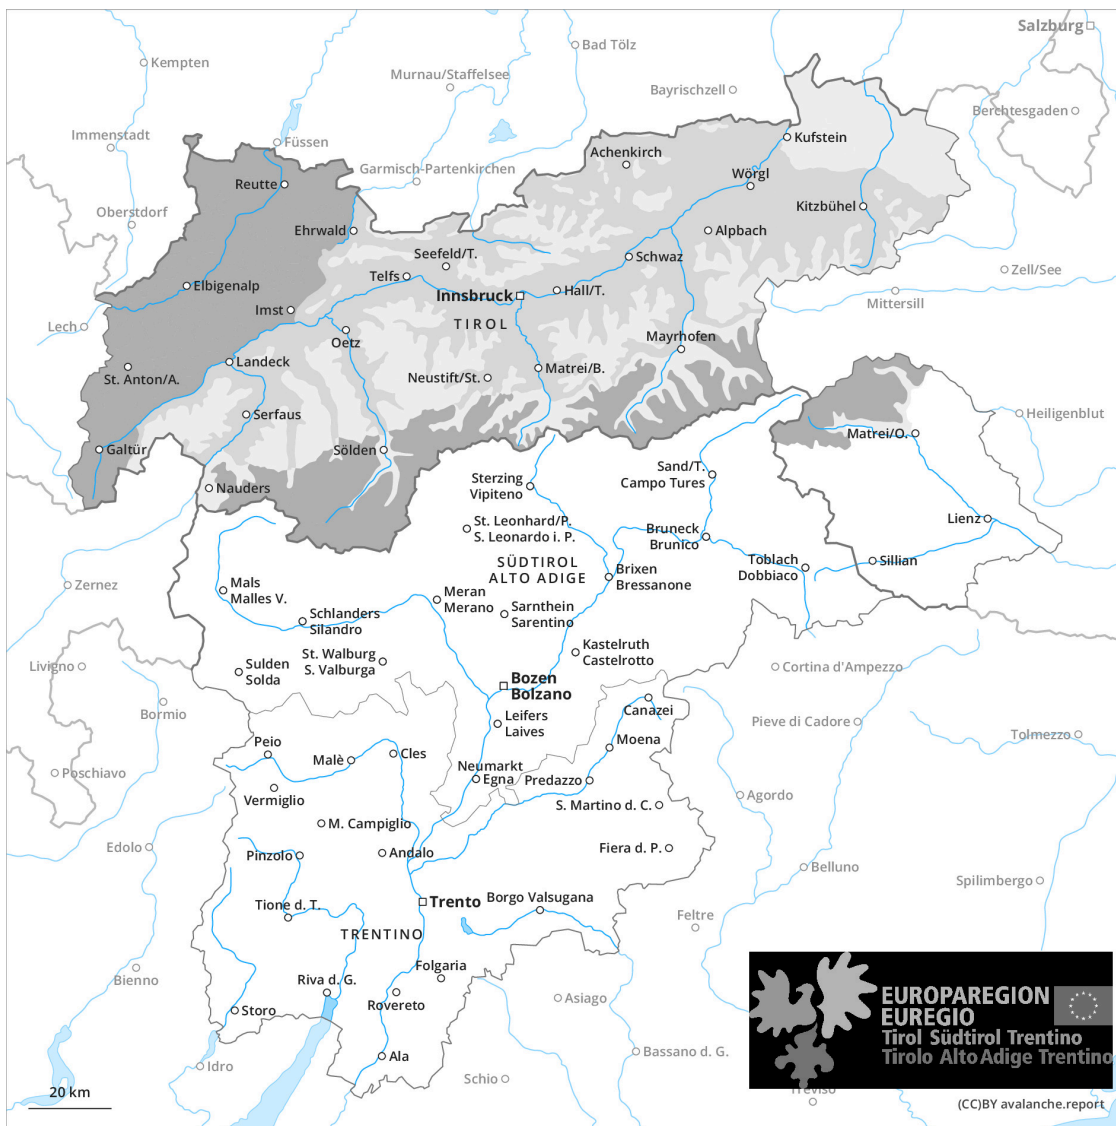 Salzburg
Bad Tölz
Kempten
Murnau/Staffelsee
Bayrischzell
Berchtesgaden
Immenstadt
Füssen
Kufstein
Achenkirch
Garmisch-Partenkirchen
Wörgl
Reutte
Oberstdorf
Kitzbühel
Ehrwald
Alpbach
Seefeld/T.
Schwaz
Telfs
Zell/See
Elbigenalp
Hall/T.
Innsbruck
Mittersill
Imst
TIROL
Lech
Oetz
Mayrhofen
Landeck
Matrei/B.
St. Anton/A.
Neustift/St.
Serfaus
Heiligenblut
Matrei/O.
Galtür
Sölden
Sand/T.
Campo Tures
Sterzing
Vipiteno
Nauders
Lienz
St. Leonhard/P.
S. Leonardo i. P.
Bruneck
Brunico
SÜDTIROL
ALTO ADIGE
Toblach
Dobbiaco
Sillian
Brixen
Bressanone
Zernez
Mals
Malles V.
Meran
Merano
Sarnthein
Sarentino
Schlanders
Silandro
Kastelruth
Castelrotto
St. Walburg
S. Valburga
Livigno
Sulden
Solda
Cortina d'Ampezzo
Bozen
Bolzano
Canazei
Bormio
Leifers
Laives
Pieve di Cadore
Tolmezzo
Peio
Moena
Malè
Cles
Neumarkt
Egna
Poschiavo
Predazzo
Vermiglio
Agordo
S. Martino d. C.
M. Campiglio
Edolo
Pinzolo
Andalo
Fiera d. P.
Belluno
Spilimbergo
Tione d. T.
Trento
Borgo Valsugana
Feltre
TRENTINO
Bienno
Folgaria
Riva d. G.
Rovereto
Asiago
Storo
EUROPAREGION
EUREGIO
Tirol Südtirol Trentino
Tirolo Alto Adige Trentino
Ala
Idro
Bassano d. G.
Schio
Treviso
20 km
(CC)BY avalanche.report